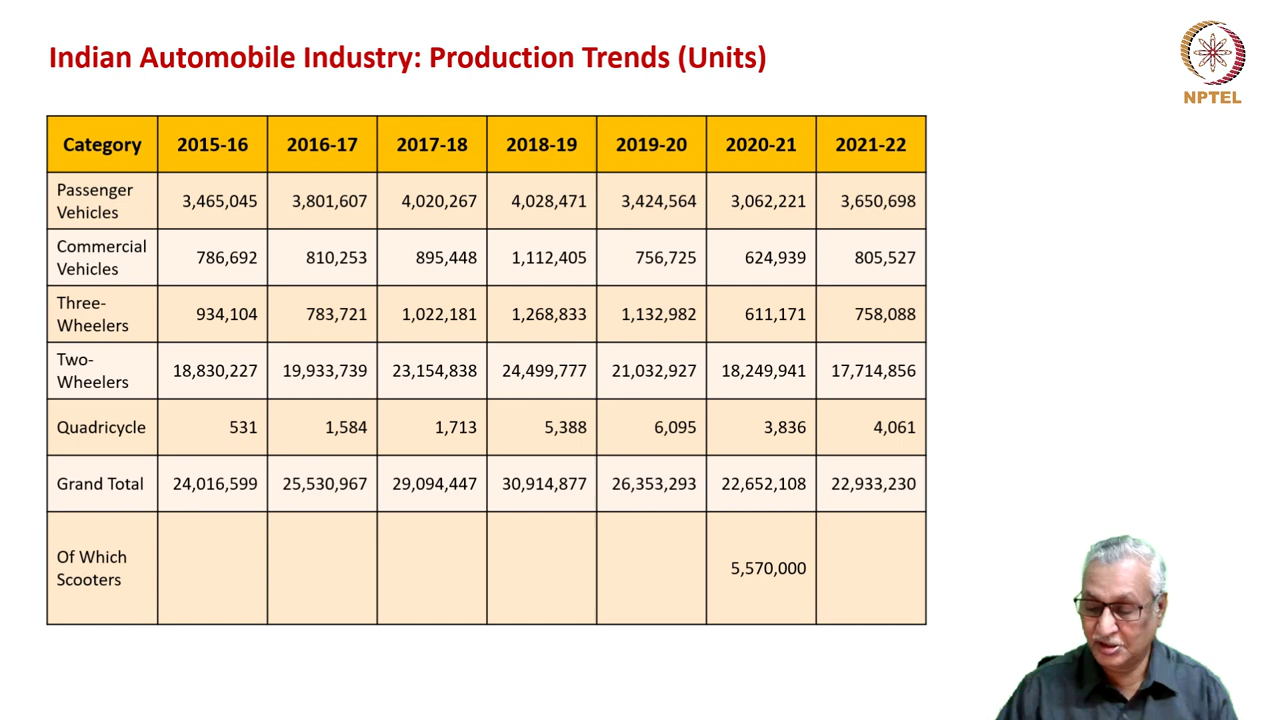 Indian Automobile Industry: Production Trends (Units)
NPTEL
Category 2015-16 2016-17 2017-18 2018-19 2019-20 2020-21 2021-22
Passenger
Vehicles 3,465,045 3,801,607 4,020,267 4,028,471 3,424,564 3,062,221 3,650,698
Commercial
Vehicles 786,692 810,253 895,448 1,112,405 756,725 624,939 805,527
Three-
Wheelers 934,104 783,721 1,022,181 1,268,833 1,132,982 611,171 758,088
Two-
Wheelers 18,830,227 19,933,739 23,154,838 24,499,777 21,032,927 18,249,941 17,714,856
Quadricycle 531 1,584 1,713 5,388 6,095 3,836 4,061
Grand Total 24,016,599 25,530,967 29,094,447 30,914,877 26,353,293 22,652,108 22,933,230
Of Which
Scooters 5,570,000